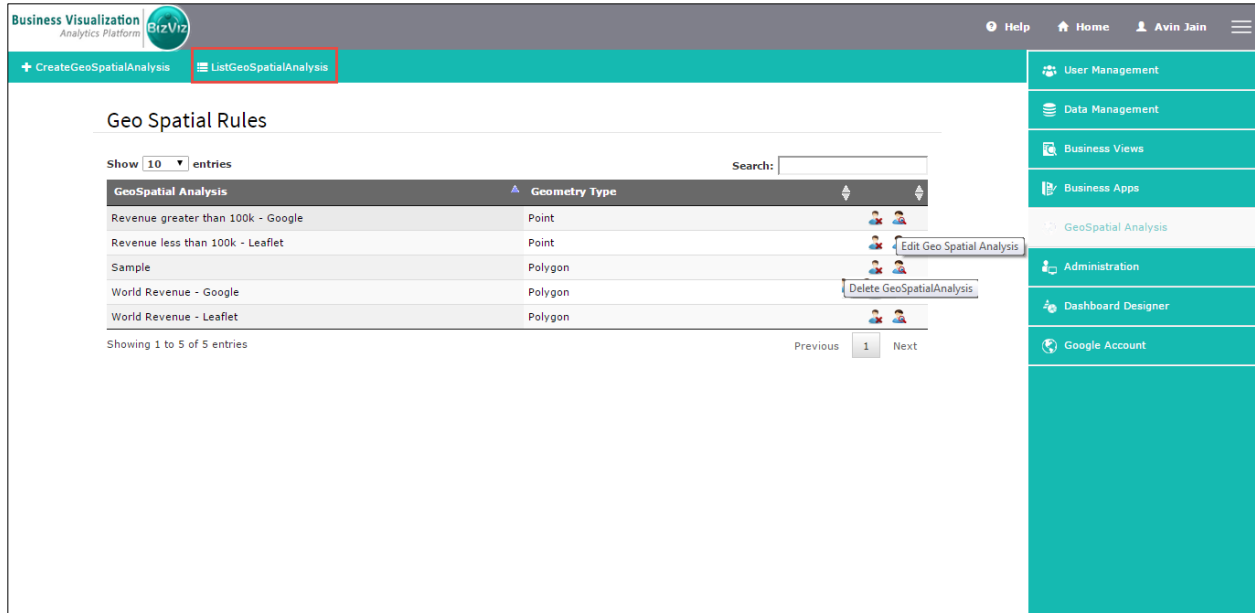 Business Visualization
Analytics Platform
BizViz
Help
Home
Avin Jain
CreateGeoSpatialAnalysis
ListGeoSpatialAnalysis
User Management
Data Management
Business Views
Business Apps
GeoSpatial Analysis
Administration
Dashboard Designer
Google Account
Geo Spatial Rules
Show 10 entries
Search:
GeoSpatial Analysis Geometry Type
Revenue greater than 100k - Google Point
Revenue less than 100k - Leaflet Point
Edit Geo Spatial Analysis
Sample Polygon
World Revenue - Google Polygon
Delete GeoSpatialAnalysis
World Revenue - Leaflet Polygon
Showing 1 to 5 of 5 entries
Previous 1 Next